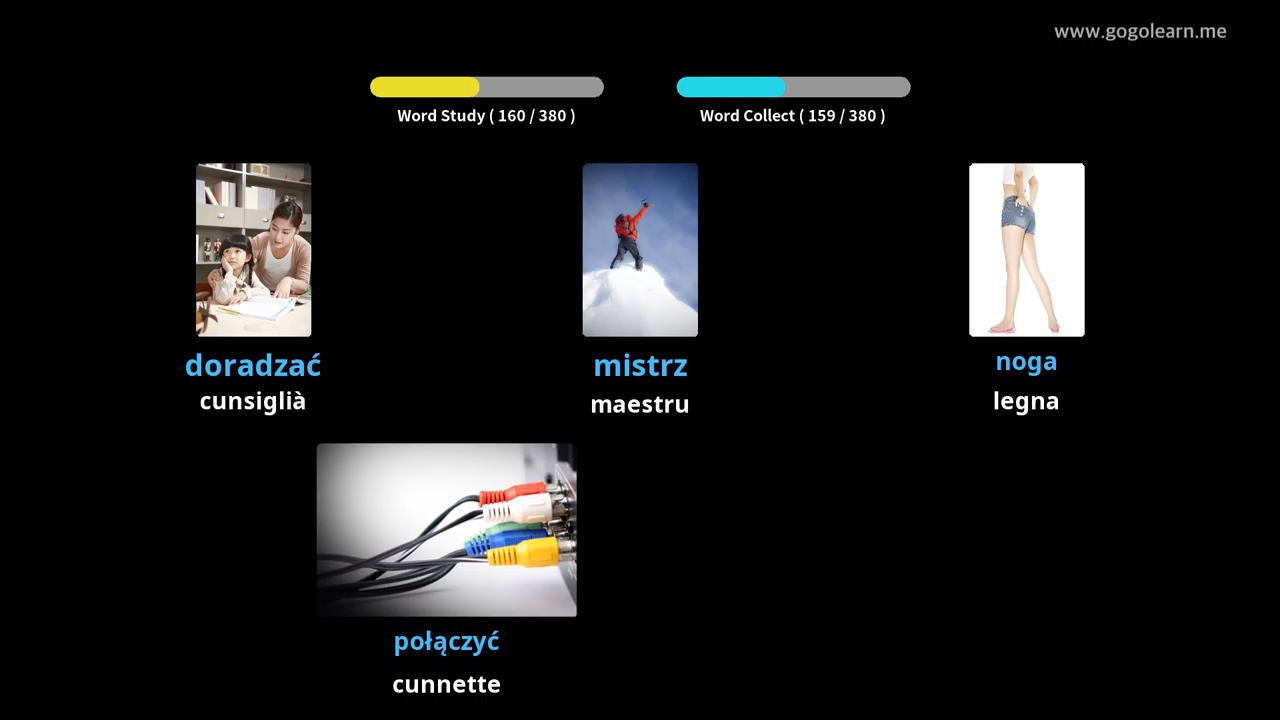 www.gogolearn.me
Word Study ( 160 / 380 )
Word Collect ( 159 / 380 )
doradzać
cunsiglià
mistrz
maestru
noga
legna
połączyć
cunnette